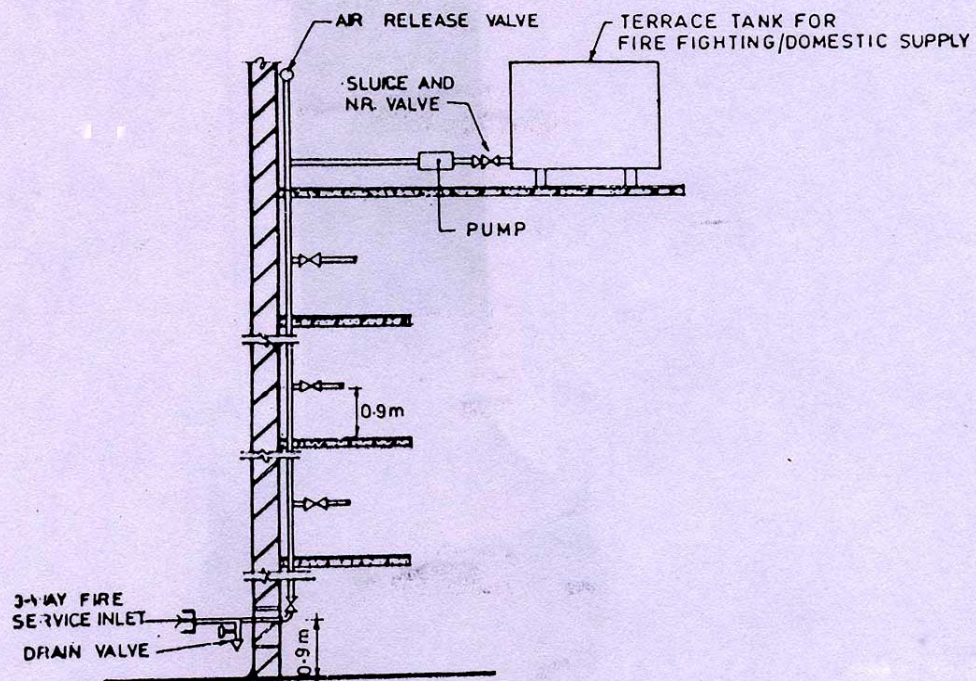 AIR RELEASE VALVE
TERRACE TANK FOR
FIRE FIGHTING/DOMESTIC SUPPLY
SLUICE AND
N.R. VALVE
PUMP
0.9m
3-WAY FIRE
SERVICE INLET
DRAIN VALVE
0.9m